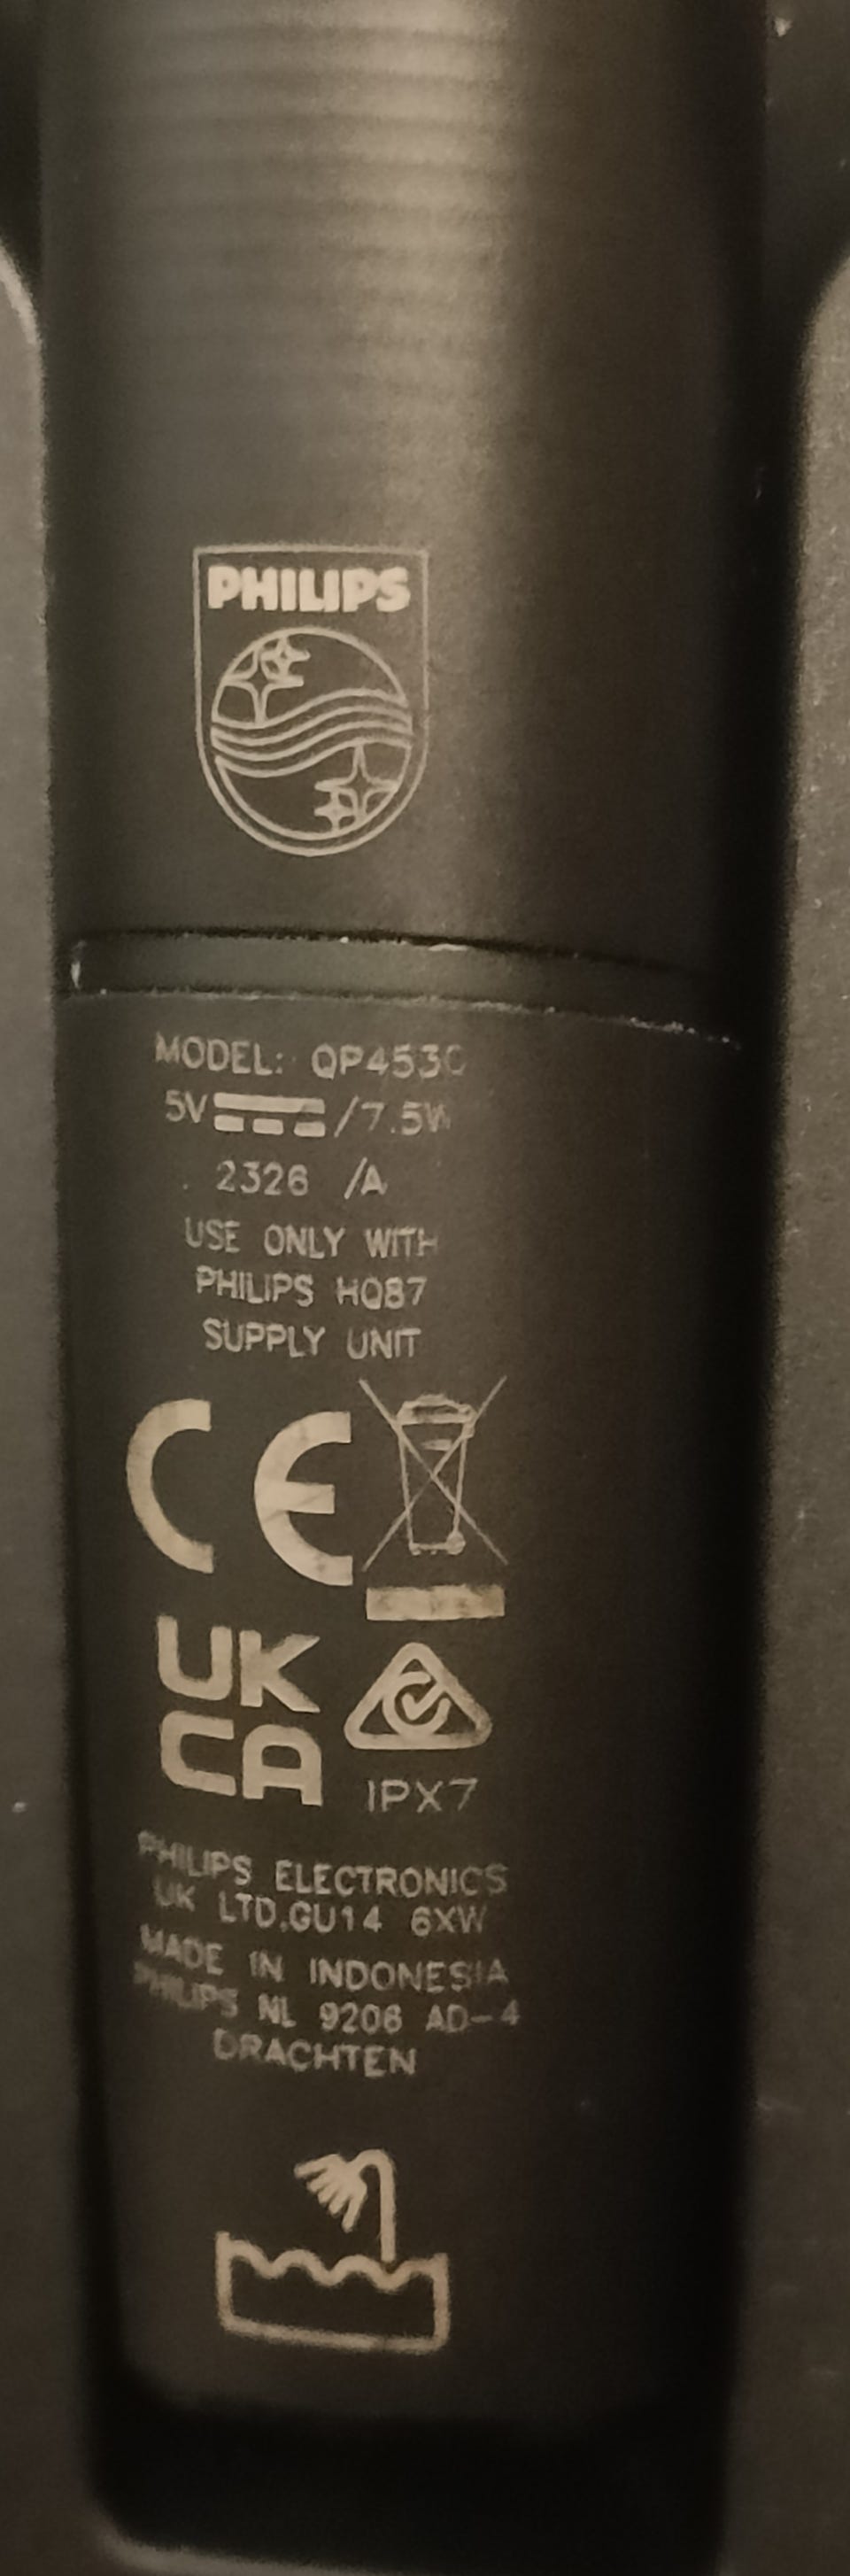 PHILIPS
MODEL: QP4530
5V⎓/7.5W
2326 /A
USE ONLY WITH
PHILIPS HQ87
SUPPLY UNIT
CE
UK
CA
IPX7
PHILIPS ELECTRONICS
UK LTD,GU14 6XW
MADE IN INDONESIA
PHILIPS NL 9206 AD-4
DRACHTEN